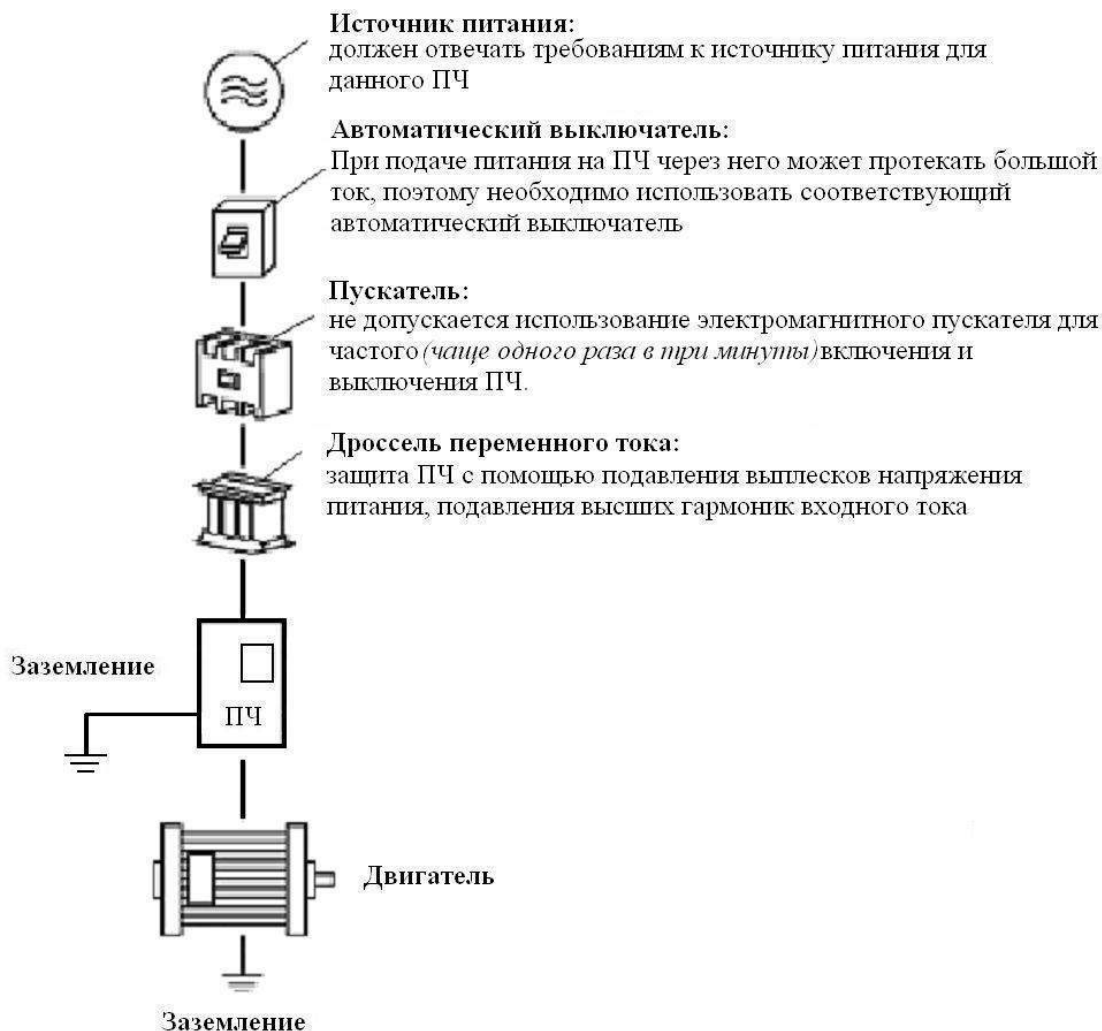 Источник питания:
должен отвечать требованиям к источнику питания для
данного ПЧ
Автоматический выключатель:
При подаче питания на ПЧ через него может протекать большой
ток, поэтому необходимо использовать соответствующий
автоматический выключатель
Пускатель:
не допускается использование электромагнитного пускателя для
частого (чаще одного раза в три минуты) включения и
выключения ПЧ.
Дроссель переменного тока:
защита ПЧ с помощью подавления выплесков напряжения
питания, подавления высших гармоник входного тока
Заземление
ПЧ
Двигатель
Заземление